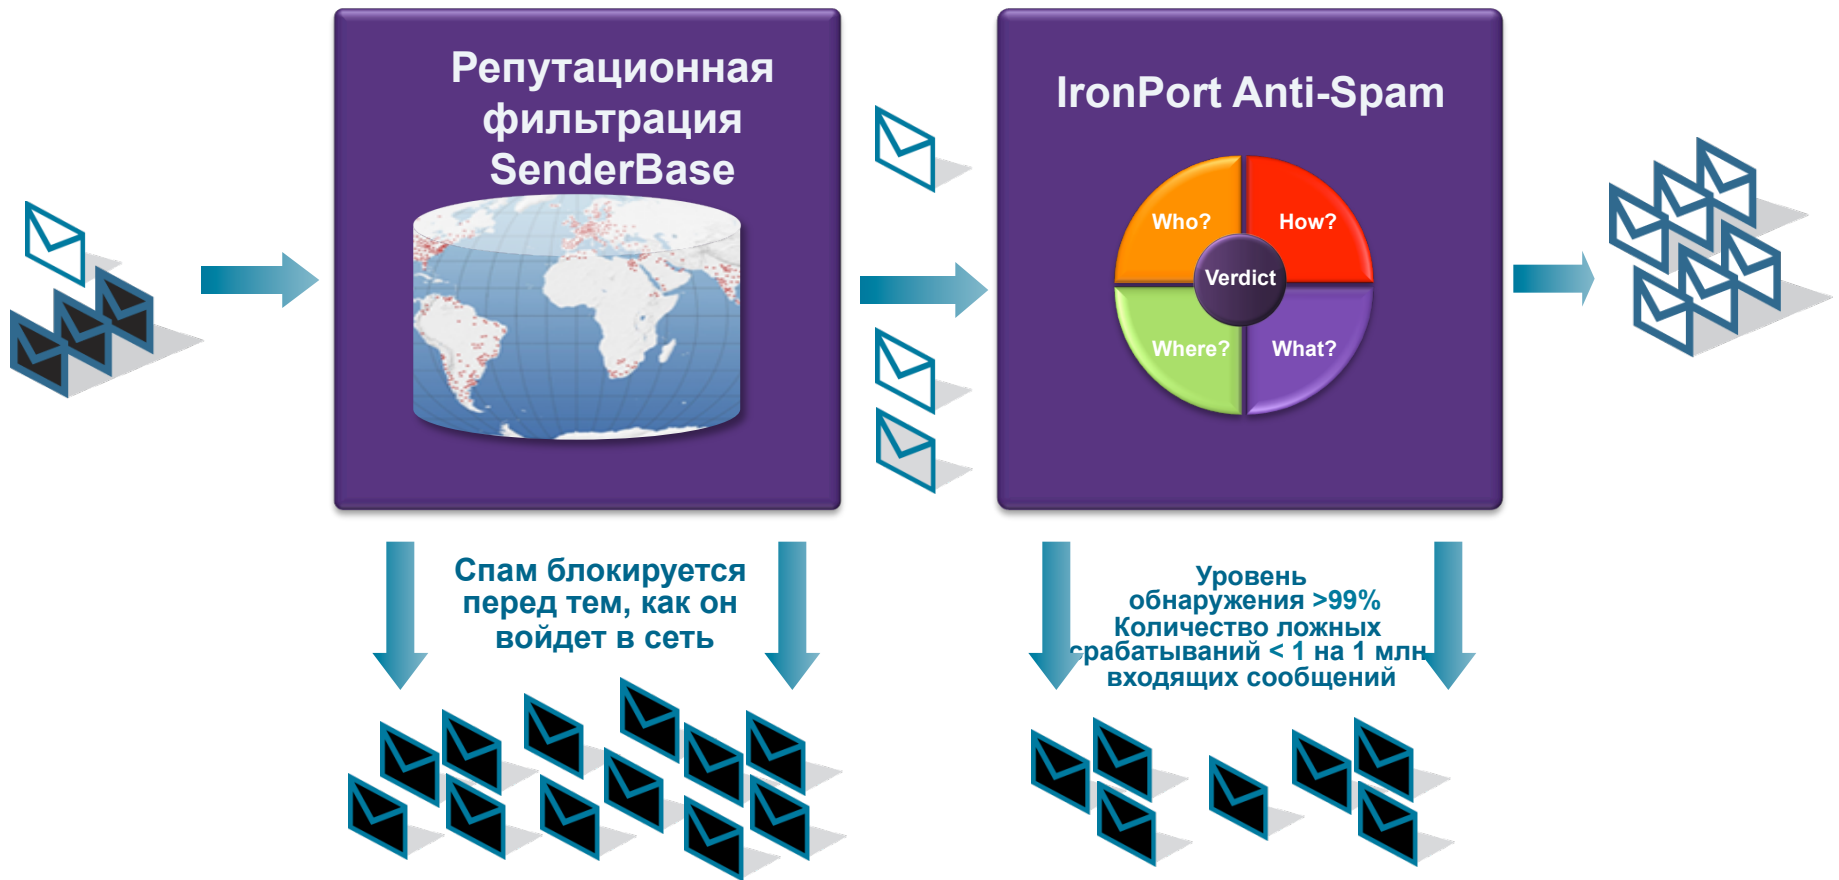 Репутационная
фильтрация
SenderBase
IronPort Anti-Spam
Who?
How?
Verdict
Where?
What?
Спам блокируется
перед тем, как он
войдет в сеть
Уровень
обнаружения >99%
Количество ложных
срабатываний < 1 на 1 млн
входящих сообщений